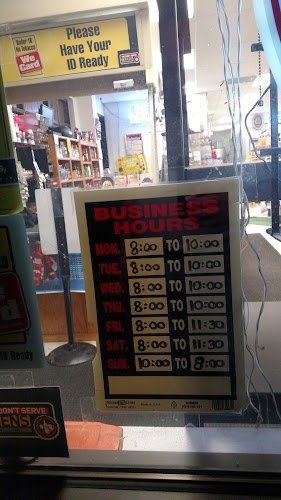 Under 18
No Tobacco
We
Card
Please
Have Your
ID Ready
BUSINESS
HOURS
MON. 8:00 TO 10:00
TUE. 8:00 TO 10:00
WED. 8:00 TO 10:00
THU. 8:00 TO 10:00
FRI. 8:00 TO 11:30
SAT. 8:00 TO 11:30
SUN. 10:00 TO 8:00
ID Ready
DON'T SERVE
ENS